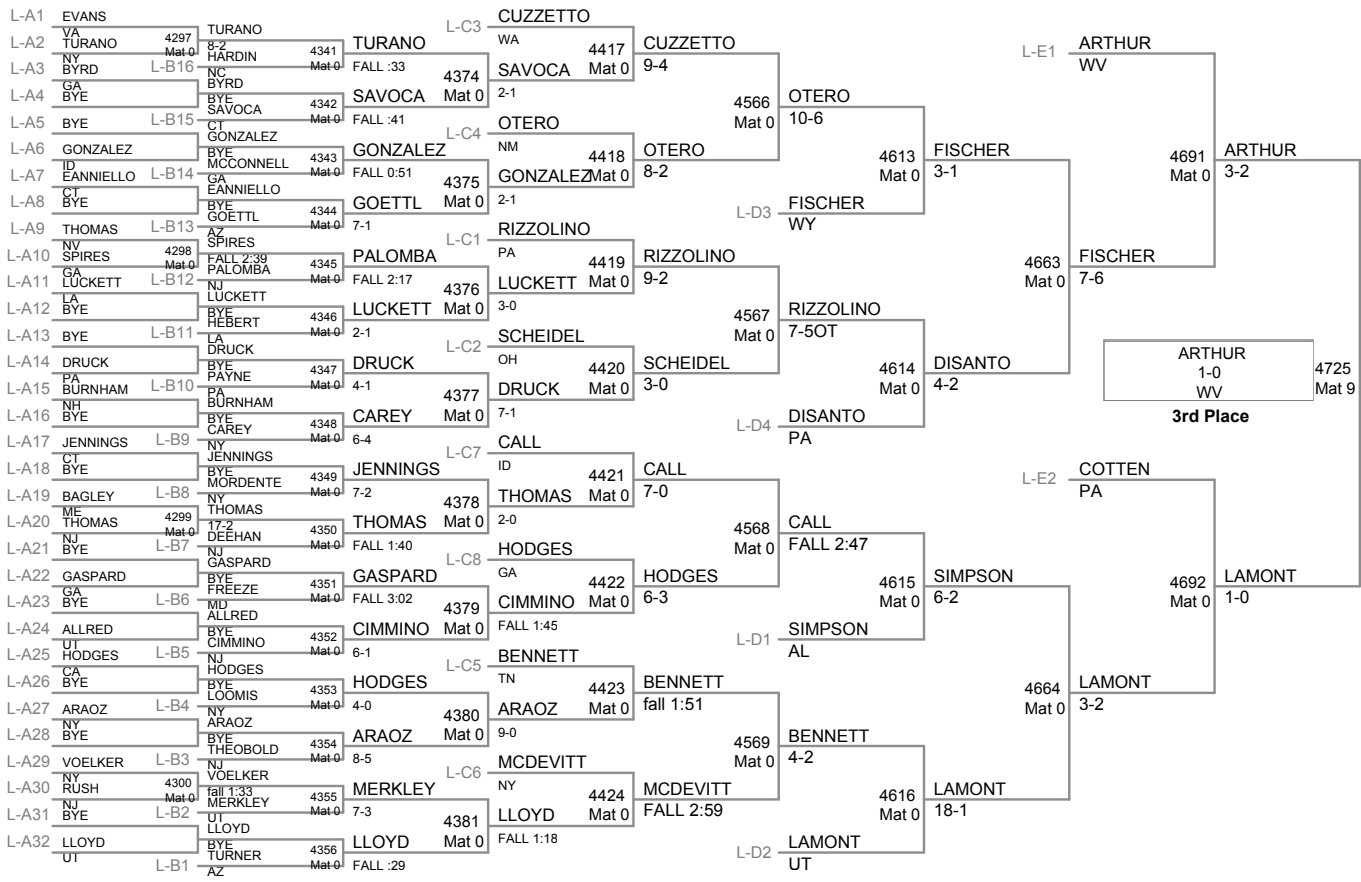 L-A1 EVANS
VA
L-A2 TURANO
NY
L-A3 BYRD
GA
L-A4 BYE
L-A5 BYE
L-A6 GONZALEZ
ID
L-A7 EANNIELLO
CT
L-A8 BYE
L-A9 THOMAS
NV
L-A10 SPIRES
GA
L-A11 LUCKETT
LA
L-A12 BYE
L-A13 BYE
L-A14 DRUCK
PA
L-A15 BURNHAM
NH
L-A16 BYE
L-A17 JENNINGS
CT
L-A18 BYE
L-A19 BAGLEY
ME
L-A20 THOMAS
NJ
L-A21 BYE
L-A22 GASPARD
GA
L-A23 BYE
L-A24 ALLRED
UT
L-A25 HODGES
CA
L-A26 BYE
L-A27 ARAOZ
NY
L-A28 BYE
L-A29 VOELKER
NY
L-A30 RUSH
NJ
L-A31 BYE
L-A32 LLOYD
UT
4297
Mat 0
4298
Mat 0
4299
Mat 0
4300
Mat 0
TURANO
8-2
L-B16 HARDIN
NC
BYRD
BYE
L-B15 SAVOCA
CT
GONZALEZ
BYE
L-B14 MCCONNELL
GA
EANNIELLO
BYE
L-B13 GOETTL
AZ
SPIRES
FALL 2:39
L-B12 PALOMBA
NJ
LUCKETT
BYE
L-B11 HEBERT
LA
DRUCK
BYE
L-B10 PAYNE
PA
BURNHAM
BYE
L-B9 CAREY
NY
JENNINGS
BYE
L-B8 MORDENTE
NY
THOMAS
17-2
L-B7 DEEHAN
NJ
GASPARD
BYE
L-B6 FREEZE
MD
ALLRED
BYE
L-B5 CIMMINO
NJ
HODGES
BYE
L-B4 LOOMIS
NY
ARAOZ
BYE
L-B3 THEOBOLD
NJ
VOELKER
fall 1:33
L-B2 MERKLEY
UT
LLOYD
BYE
L-B1 TURNER
AZ
4341
Mat 0
4342
Mat 0
4343
Mat 0
4344
Mat 0
4345
Mat 0
4346
Mat 0
4347
Mat 0
4348
Mat 0
4349
Mat 0
4350
Mat 0
4351
Mat 0
4352
Mat 0
4353
Mat 0
4354
Mat 0
4355
Mat 0
4356
Mat 0
TURANO
FALL :33
SAVOCA
FALL :41
GONZALEZ
FALL 0:51
GOETTL
7-1
PALOMBA
FALL 2:17
LUCKETT
2-1
DRUCK
4-1
CAREY
6-4
JENNINGS
7-2
THOMAS
FALL 1:40
GASPARD
FALL 3:02
CIMMINO
6-1
HODGES
4-0
ARAOZ
8-5
MERKLEY
7-3
LLOYD
FALL :29
4374
Mat 0
4375
Mat 0
4376
Mat 0
4377
Mat 0
4378
Mat 0
4379
Mat 0
4380
Mat 0
4381
Mat 0
L-C3 CUZZETTO
WA
SAVOCA
2-1
L-C4 OTERO
NM
GONZALEZ
2-1
L-C1 RIZZOLINO
PA
LUCKETT
3-0
L-C2 SCHEIDEL
OH
DRUCK
7-1
L-C7 CALL
ID
THOMAS
2-0
L-C8 HODGES
GA
CIMMINO
FALL 1:45
L-C5 BENNETT
TN
ARAOZ
9-0
L-C6 MCDEVITT
NY
LLOYD
FALL 1:18
4417
Mat 0
4418
Mat 0
4419
Mat 0
4420
Mat 0
4421
Mat 0
4422
Mat 0
4423
Mat 0
4424
Mat 0
CUZZETTO
9-4
OTERO
8-2
RIZZOLINO
9-2
SCHEIDEL
3-0
CALL
7-0
HODGES
6-3
BENNETT
fall 1:51
MCDEVITT
FALL 2:59
4566
Mat 0
4567
Mat 0
4568
Mat 0
4569
Mat 0
OTERO
10-6
L-D3 FISCHER
WY
RIZZOLINO
7-5OT
L-D4 DISANTO
PA
CALL
FALL 2:47
L-D1 SIMPSON
AL
BENNETT
4-2
L-D2 LAMONT
UT
4613
Mat 0
4614
Mat 0
4615
Mat 0
4616
Mat 0
FISCHER
3-1
DISANTO
4-2
SIMPSON
6-2
LAMONT
18-1
4663
Mat 0
4664
Mat 0
L-E1 ARTHUR
WV
FISCHER
7-6
L-E2 COTTEN
PA
LAMONT
3-2
4691
Mat 0
4692
Mat 0
ARTHUR
3-2
LAMONT
1-0
ARTHUR
1-0
WV
4725
Mat 9
3rd Place